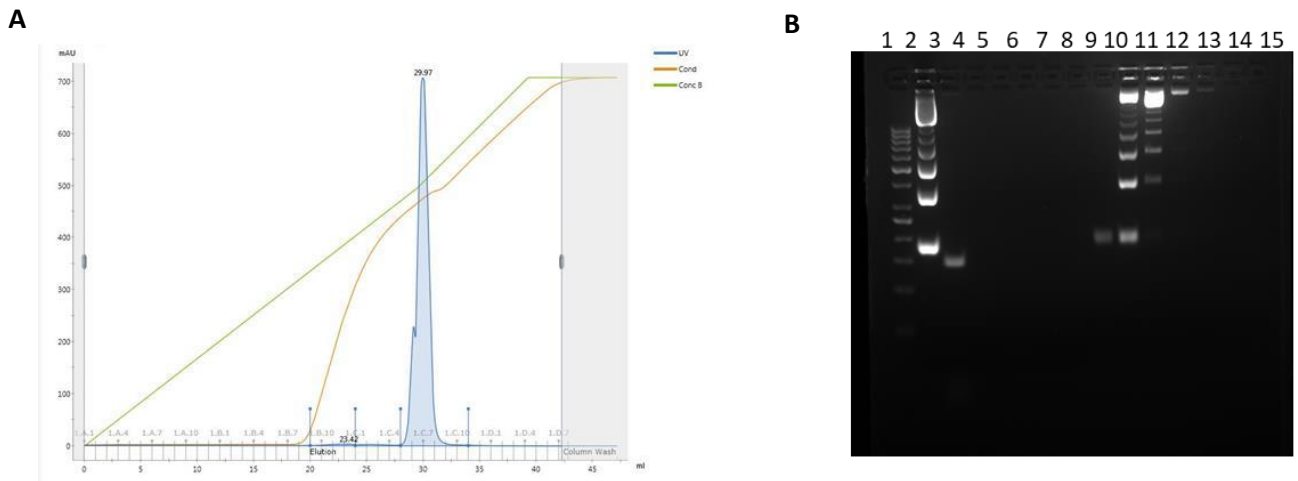 A
mAU
700
600
500
400
300
200
100
0
29.97
23.42
UV
Cond
Conc B
1.A.1 1.A.4 1.A.7 1.A.10 1.B.1 1.B.4 1.B.7 1.B.10 1.C.1 1.C.4 1.C.7 1.C.10 1.D.1 1.D.4 1.D.7
Elution
Column Wash
0 5 10 15 20 25 30 35 40 45 ml
B
1 2 3 4 5 6 7 8 9 10 11 12 13 14 15